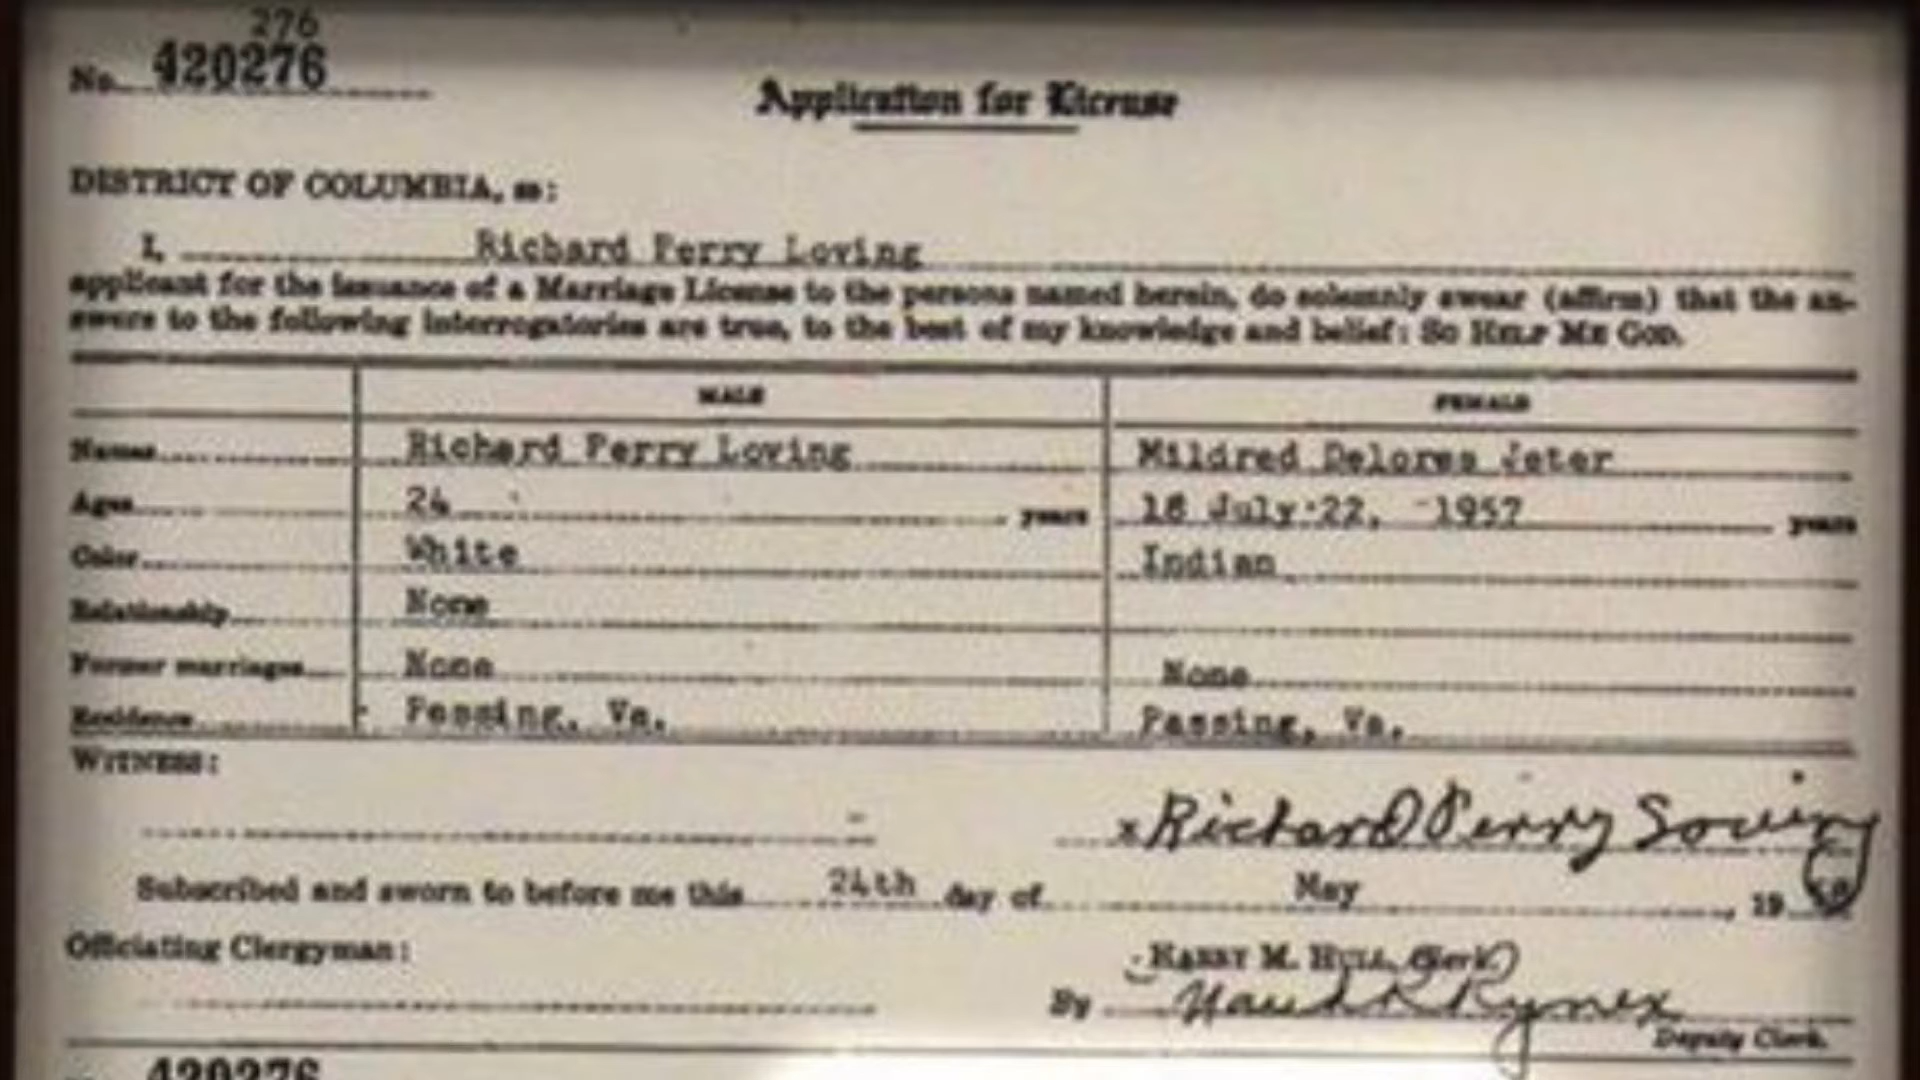 276
No. 420276
Application for License
DISTRICT OF COLUMBIA, ss:
I, Richard Perry Loving
applicant for the issuance of a Marriage License to the persons named herein, do solemnly swear (affirm) that the an-
swers to the following interrogatories are true, to the best of my knowledge and belief: SO HELP ME GOD.
MALE FEMALE
Names Richard Perry Loving Mildred Delores Jeter
Ages 24 years 18 July 22, 1957 years
Color White Indian
Relationship None
Former marriages None None
Residence Passing, Va. Passing, Va.
WITNESS:
x Richard Perry Loving
Subscribed and sworn to before me this 24th day of May, 19
Officiating Clergyman:
HARRY M. HULL, Clerk
By
Deputy Clerk.
420276